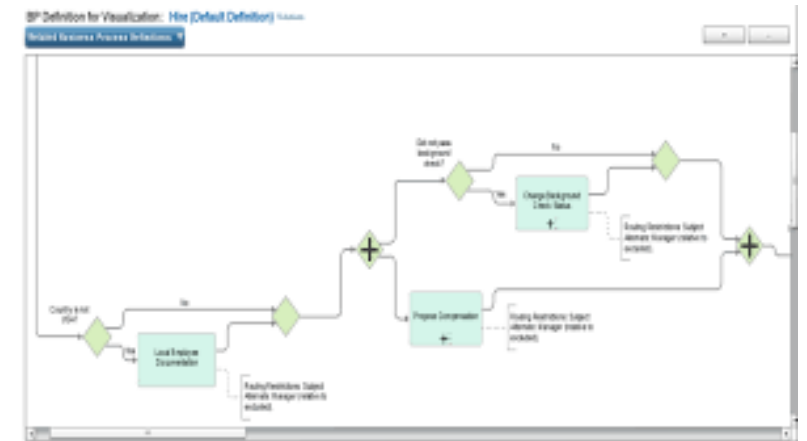 BP Definition for Visualization: Hire (Default Definition)
Related Business Process Definitions
Did not pass
background
check?
No
Yes
Change Background
Check Status
Routing Restrictions: Subject
Alternate Manager (relative to
excluded).
Country is not
USA?
No
Yes
Local Employee
Documentation
Routing Restrictions: Subject
Alternate Manager (relative to
excluded).
Propose Compensation
Routing Restrictions: Subject
Alternate Manager (relative to
excluded).